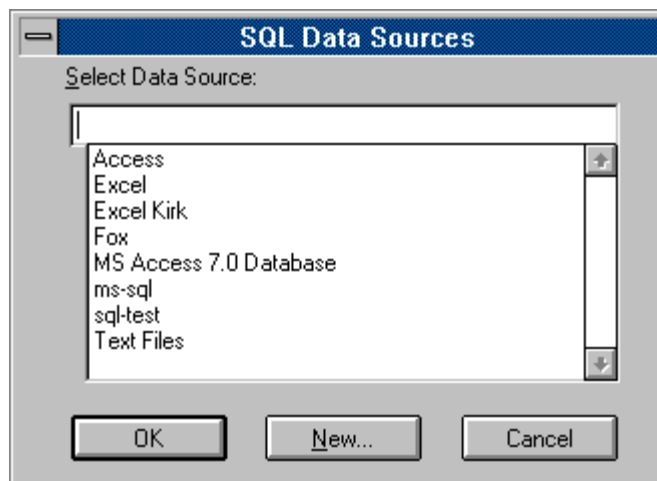 SQL Data Sources
Select Data Source:
Access
Excel
Excel Kirk
Fox
MS Access 7.0 Database
ms-sql
sql-test
Text Files
OK New... Cancel